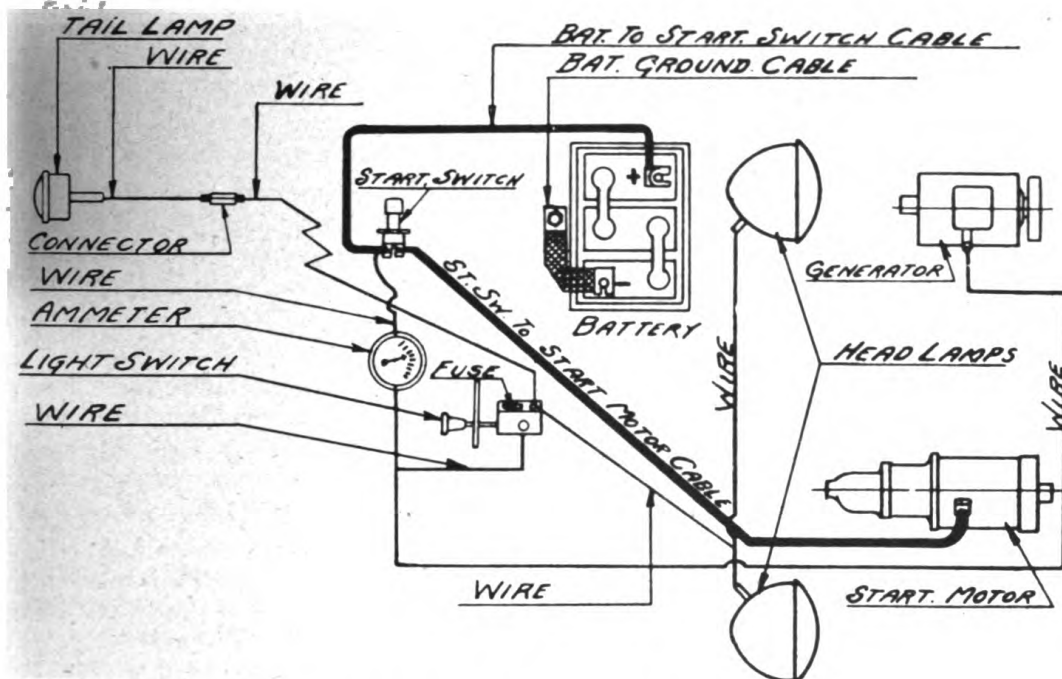 TAIL LAMP
WIRE
WIRE
BAT. TO START. SWITCH CABLE
BAT. GROUND CABLE
START. SWITCH
CONNECTOR
WIRE
AMMETER
LIGHT SWITCH
FUSE
WIRE
+
-
BATTERY
GENERATOR
HEAD LAMPS
WIRE
WIRE
ST. SW. TO START MOTOR CABLE
WIRE
START. MOTOR